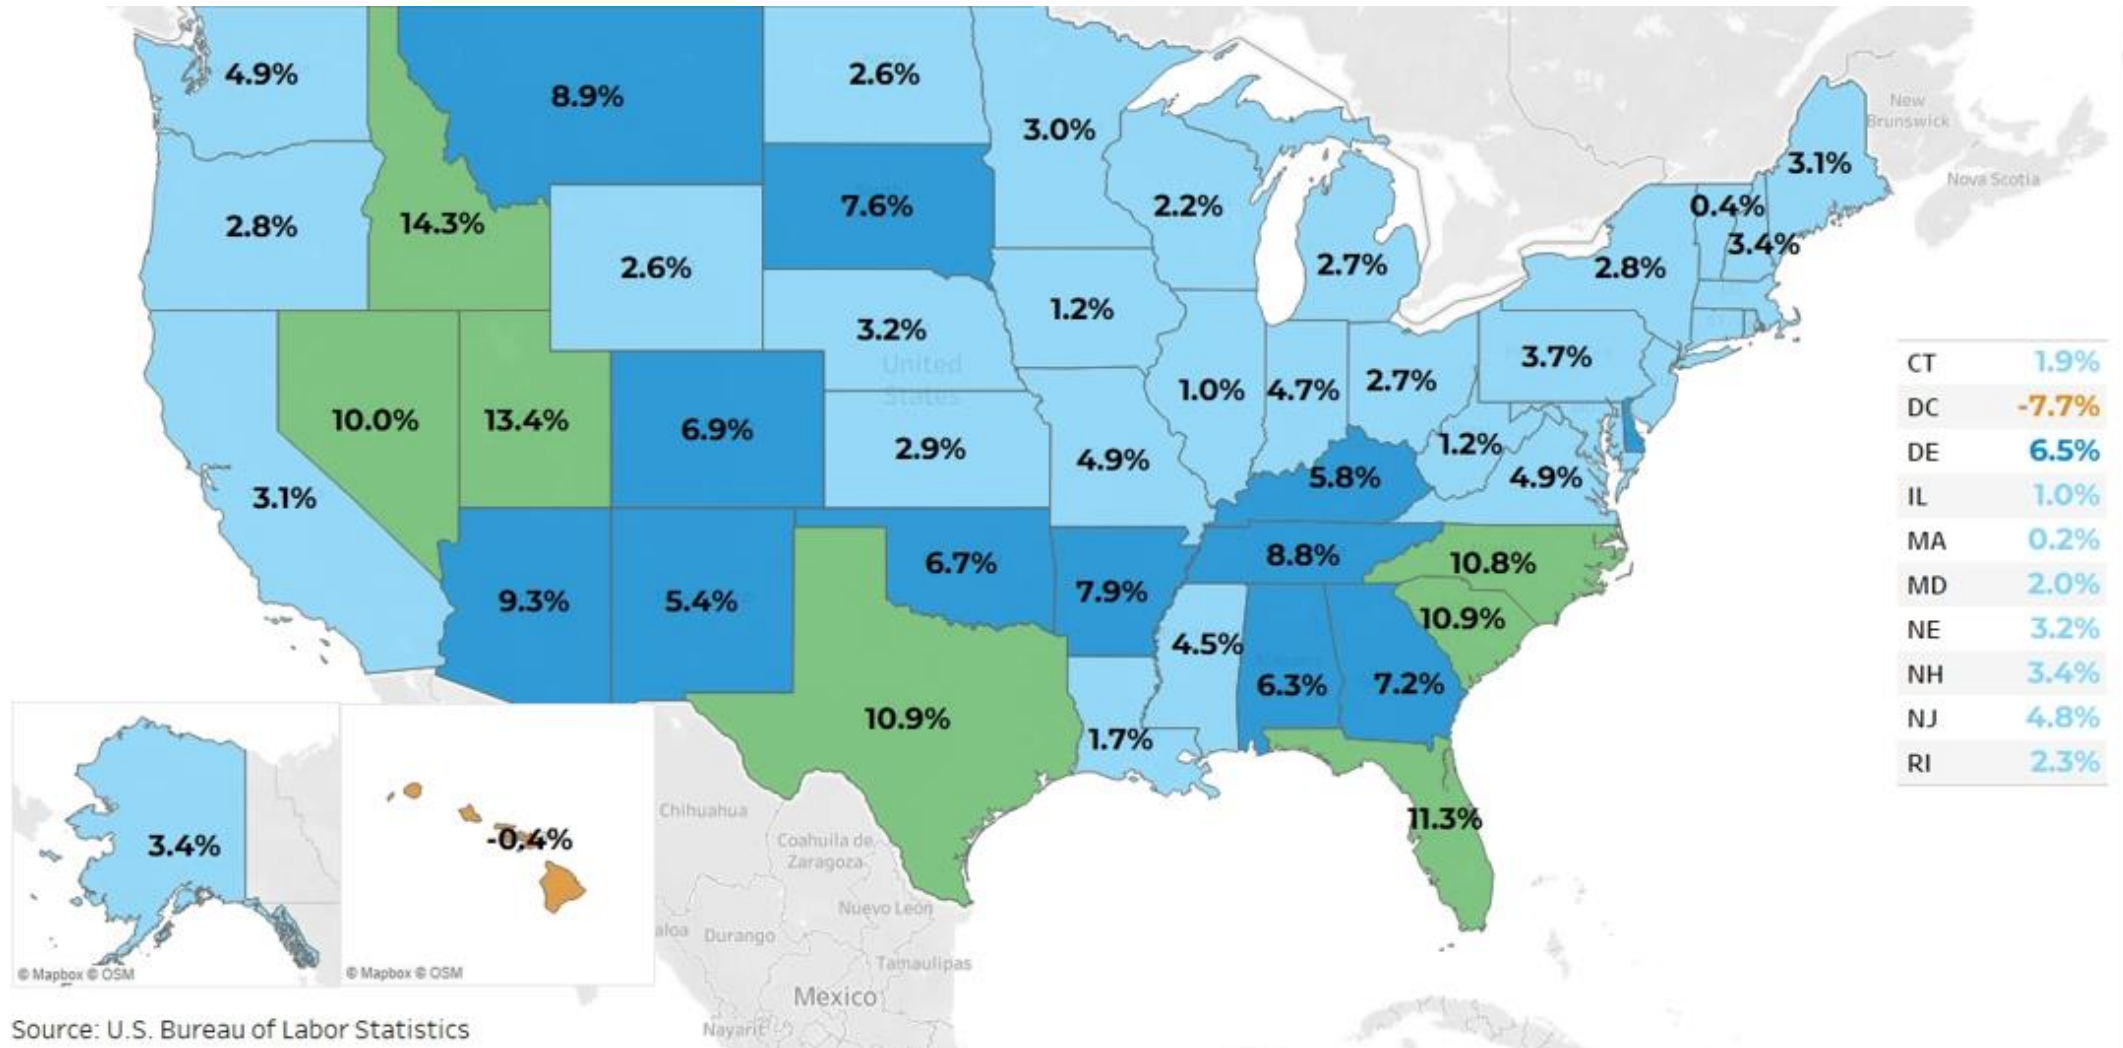 4.9%
8.9%
2.6%
3.0%
New
Brunswick
3.1%
Nova Scotia
2.8%
14.3%
2.6%
7.6%
2.2%
2.7%
0.4%
3.4%
2.8%
1.2%
3.2%
United
States
3.7%
10.0%
13.4%
6.9%
2.9%
4.9%
1.0%
4.7%
2.7%
1.2%
4.9%
5.8%
3.1%
9.3%
5.4%
6.7%
7.9%
8.8%
10.8%
10.9%
4.5%
6.3%
7.2%
10.9%
1.7%
11.3%
CT 1.9%
DC -7.7%
DE 6.5%
IL 1.0%
MA 0.2%
MD 2.0%
NE 3.2%
NH 3.4%
NJ 4.8%
RI 2.3%
3.4%
© Mapbox © OSM
-0.4%
© Mapbox © OSM
Chihuahua
Coahuila de
Zaragoza
Nuevo León
aloa
Durango
Tamaulipas
Mexico
Nayarit
Source: U.S. Bureau of Labor Statistics